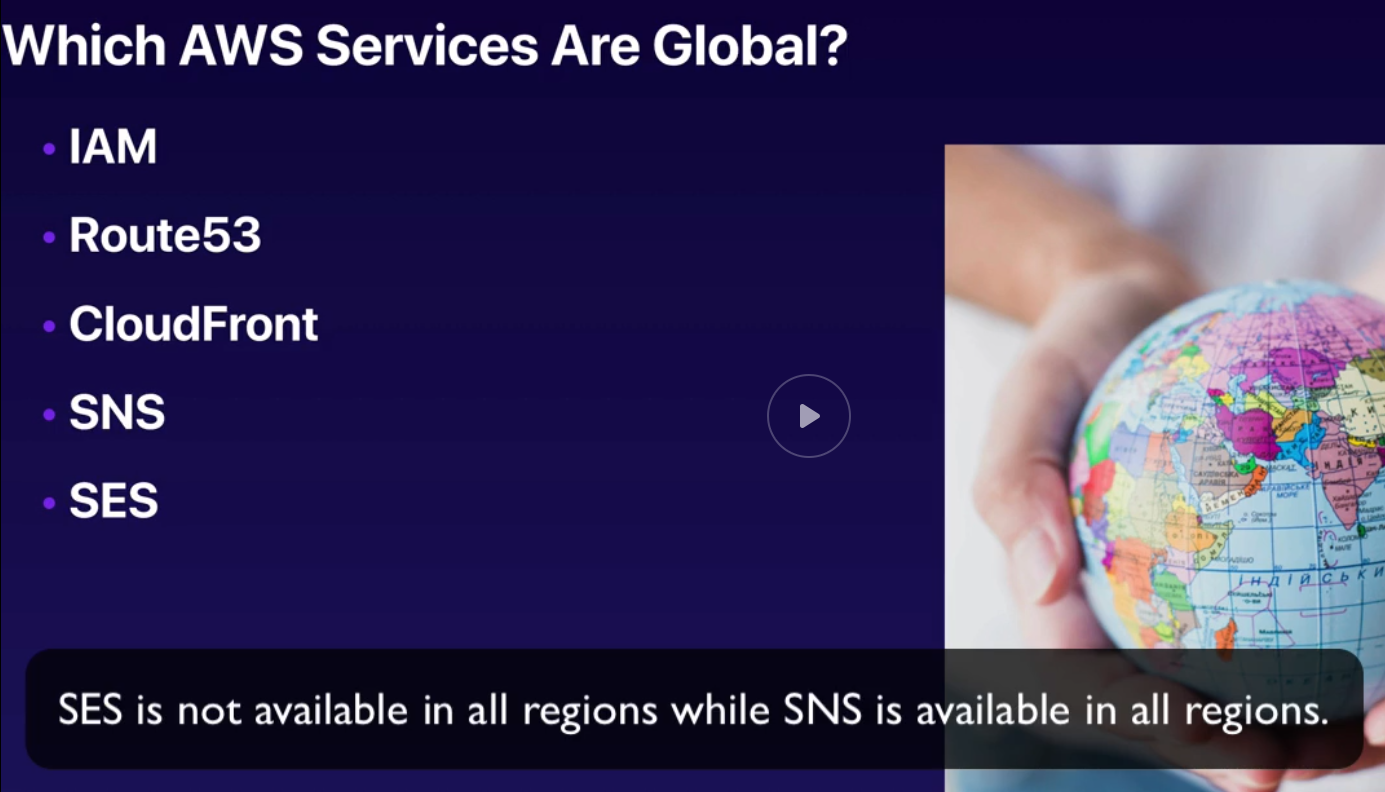 Which AWS Services Are Global?
• IAM
• Route53
• CloudFront
• SNS
• SES
ІНДІЙСЬКИ
SES is not available in all regions while SNS is available in all regions.